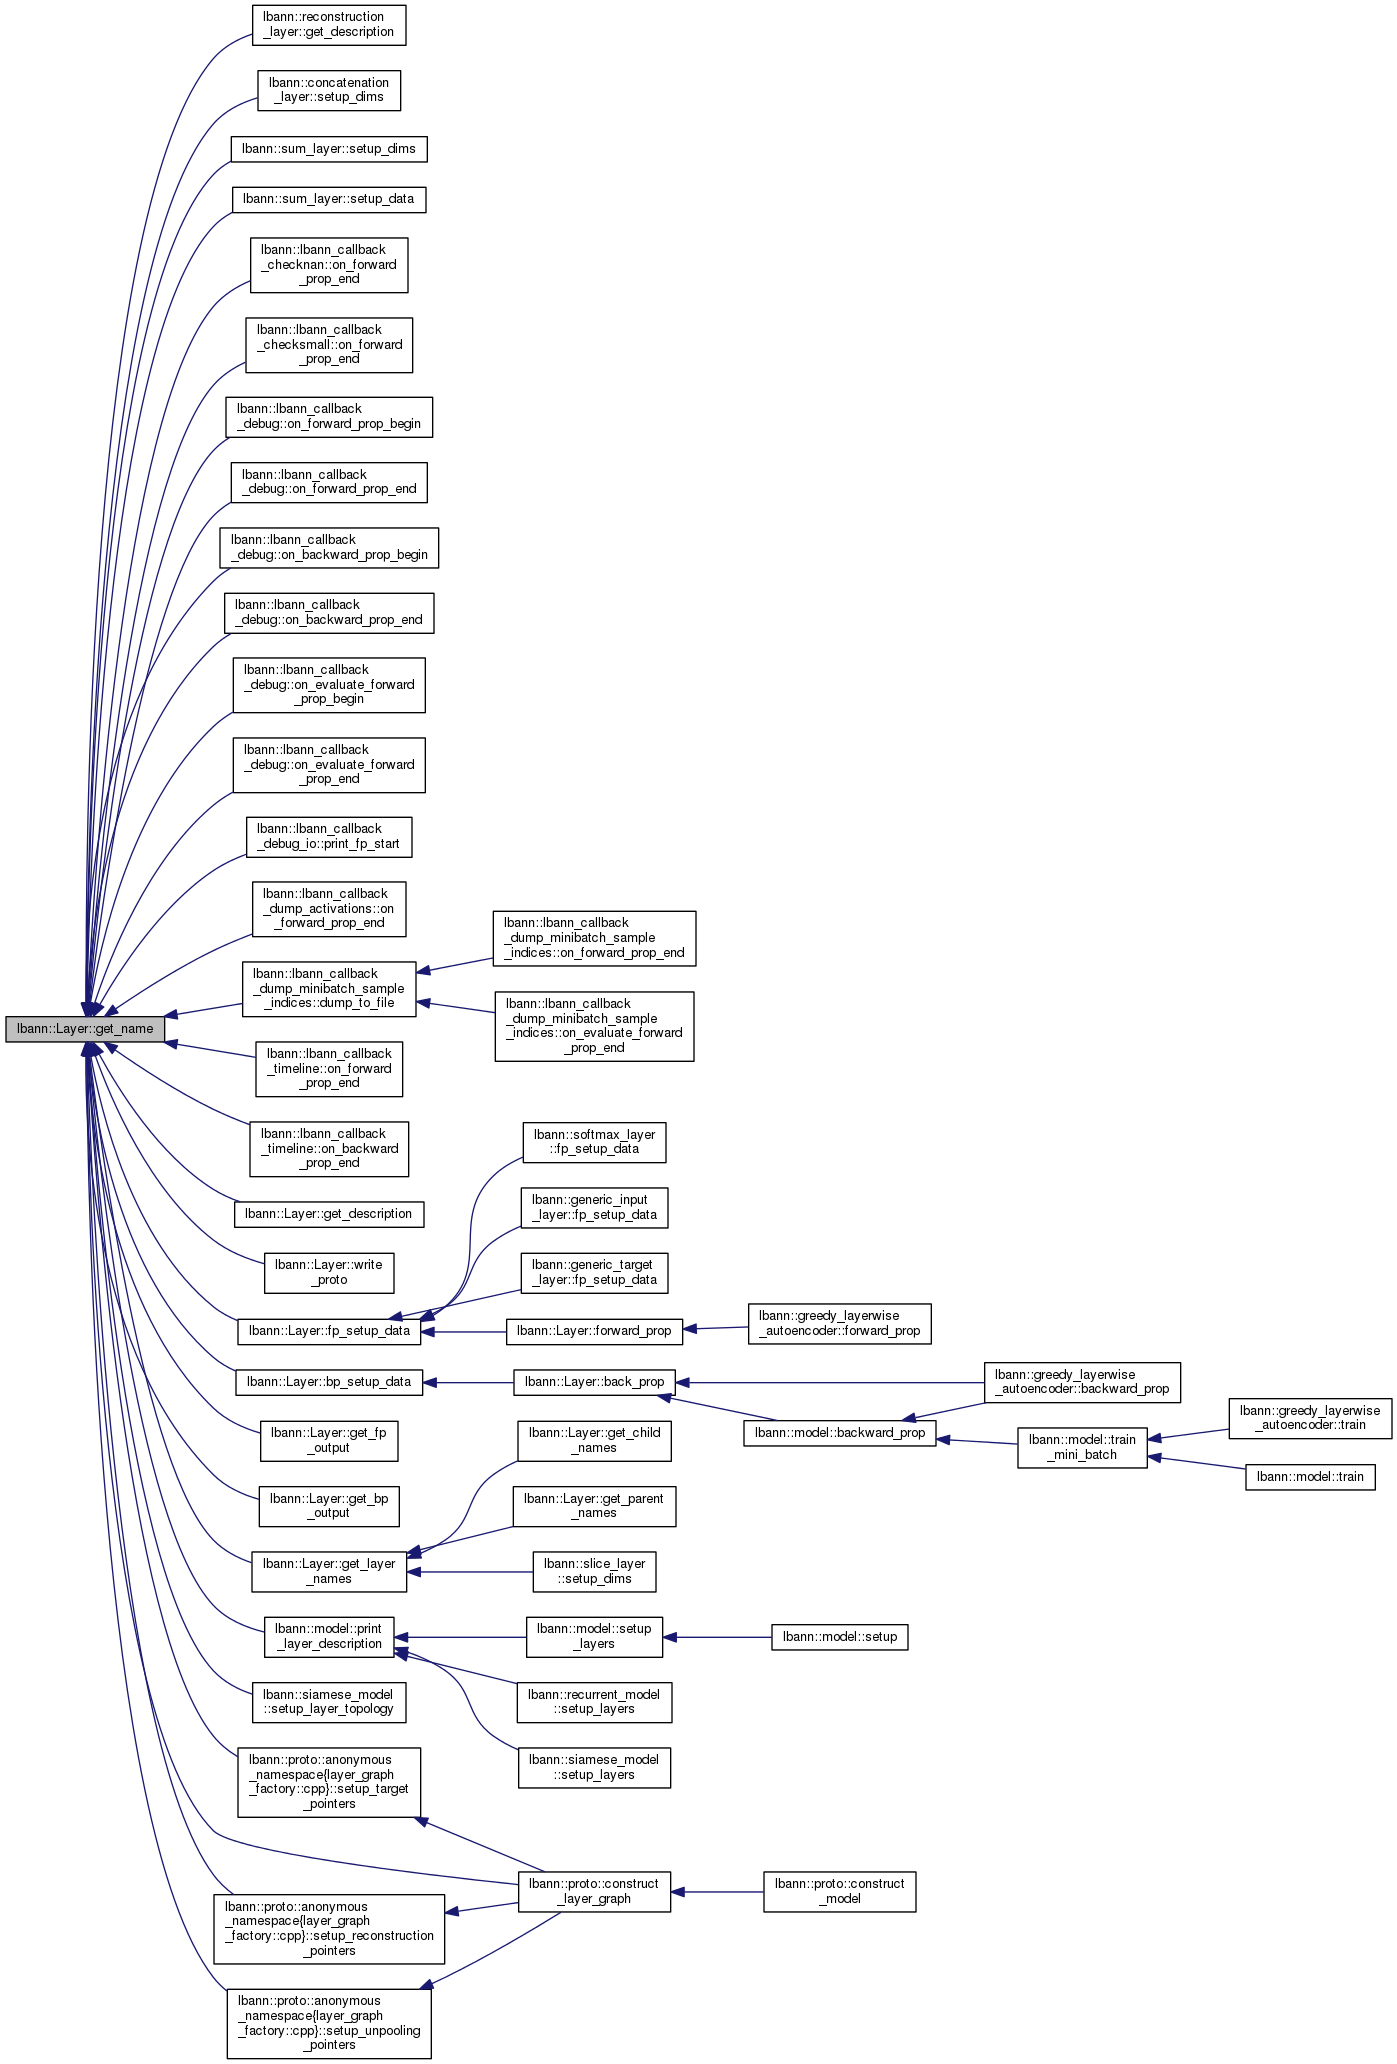 lbann::reconstruction
_layer::get_description
lbann::concatenation
_layer::setup_dims
lbann::sum_layer::setup_dims
lbann::sum_layer::setup_data
lbann::lbann_callback
_checknan::on_forward
_prop_end
lbann::lbann_callback
_checksmall::on_forward
_prop_end
lbann::lbann_callback
_debug::on_forward_prop_begin
lbann::lbann_callback
_debug::on_forward_prop_end
lbann::lbann_callback
_debug::on_backward_prop_begin
lbann::lbann_callback
_debug::on_backward_prop_end
lbann::lbann_callback
_debug::on_evaluate_forward
_prop_begin
lbann::lbann_callback
_debug::on_evaluate_forward
_prop_end
lbann::lbann_callback
_debug_io::print_fp_start
lbann::lbann_callback
_dump_activations::on
_forward_prop_end
lbann::lbann_callback
_dump_minibatch_sample
_indices::dump_to_file
lbann::lbann_callback
_dump_minibatch_sample
_indices::on_forward_prop_end
lbann::lbann_callback
_dump_minibatch_sample
_indices::on_evaluate_forward
_prop_end
lbann::Layer::get_name
lbann::lbann_callback
_timeline::on_forward
_prop_end
lbann::lbann_callback
_timeline::on_backward
_prop_end
lbann::Layer::get_description
lbann::Layer::write
_proto
lbann::softmax_layer
::fp_setup_data
lbann::generic_input
_layer::fp_setup_data
lbann::generic_target
_layer::fp_setup_data
lbann::Layer::fp_setup_data
lbann::Layer::forward_prop
lbann::greedy_layerwise
_autoencoder::forward_prop
lbann::Layer::bp_setup_data
lbann::Layer::back_prop
lbann::greedy_layerwise
_autoencoder::backward_prop
lbann::model::backward_prop
lbann::model::train
_mini_batch
lbann::greedy_layerwise
_autoencoder::train
lbann::model::train
lbann::Layer::get_fp
_output
lbann::Layer::get_bp
_output
lbann::Layer::get_child
_names
lbann::Layer::get_parent
_names
lbann::Layer::get_layer
_names
lbann::slice_layer
::setup_dims
lbann::model::print
_layer_description
lbann::model::setup
_layers
lbann::model::setup
lbann::recurrent_model
::setup_layers
lbann::siamese_model
::setup_layers
lbann::siamese_model
::setup_layer_topology
lbann::proto::anonymous
_namespace{layer_graph
_factory::cpp}::setup_target
_pointers
lbann::proto::construct
_layer_graph
lbann::proto::construct
_model
lbann::proto::anonymous
_namespace{layer_graph
_factory::cpp}::setup_reconstruction
_pointers
lbann::proto::anonymous
_namespace{layer_graph
_factory::cpp}::setup_unpooling
_pointers